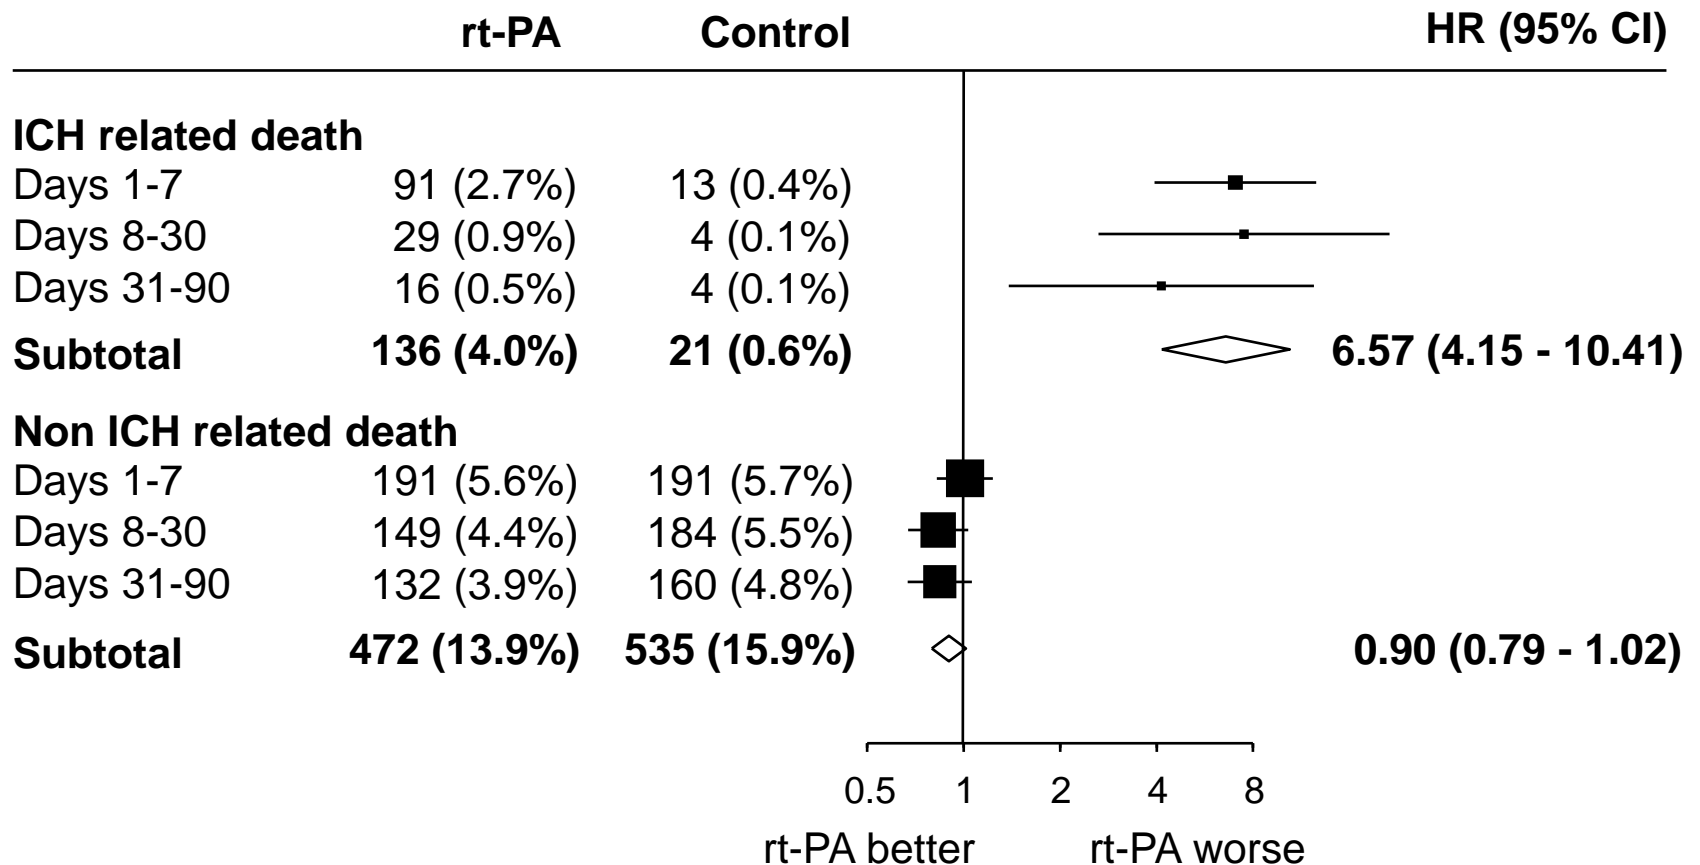 rt-PA Control HR (95% CI)
ICH related death
Days 1-7 91 (2.7%) 13 (0.4%)
Days 8-30 29 (0.9%) 4 (0.1%)
Days 31-90 16 (0.5%) 4 (0.1%)
Subtotal 136 (4.0%) 21 (0.6%) 6.57 (4.15 - 10.41)
Non ICH related death
Days 1-7 191 (5.6%) 191 (5.7%)
Days 8-30 149 (4.4%) 184 (5.5%)
Days 31-90 132 (3.9%) 160 (4.8%)
Subtotal 472 (13.9%) 535 (15.9%) 0.90 (0.79 - 1.02)
0.5 1 2 4 8
rt-PA better rt-PA worse